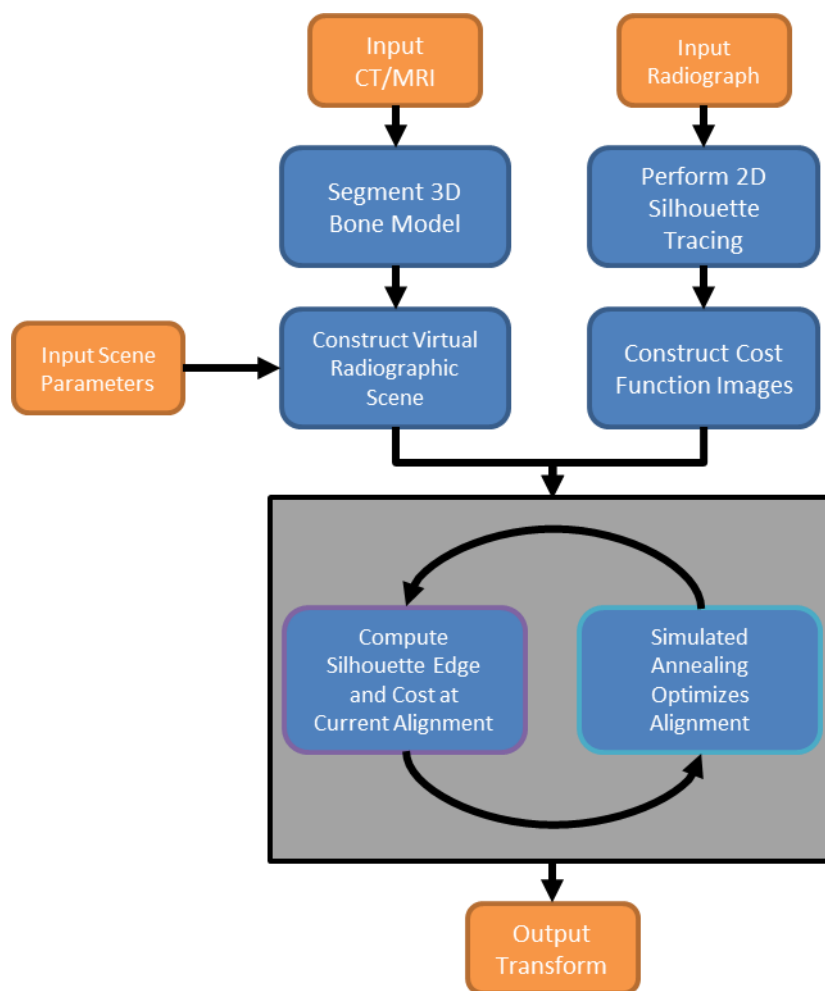 Input
CT/MRI
Input
Radiograph
Segment 3D
Bone Model
Perform 2D
Silhouette
Tracing
Input Scene
Parameters
Construct Virtual
Radiographic
Scene
Construct Cost
Function Images
Compute
Silhouette Edge
and Cost at
Current Alignment
Simulated
Annealing
Optimizes
Alignment
Output
Transform